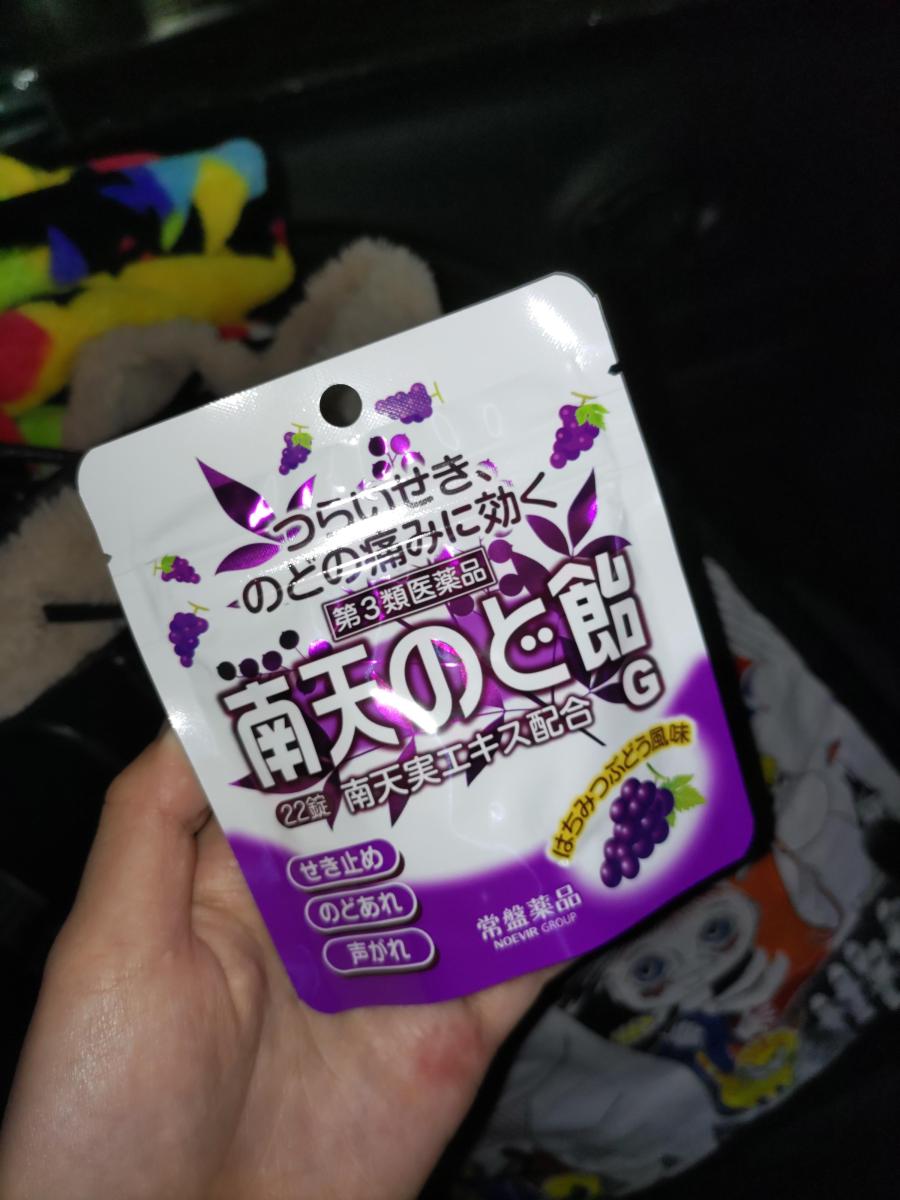 つらいせき、
のどの痛みに効く
第3類医薬品
南天のど飴
G
南天実エキス配合
22錠
はちみつぶどう風味
せき止め
のどあれ
声がれ
常盤薬品
NOEVIR GROUP